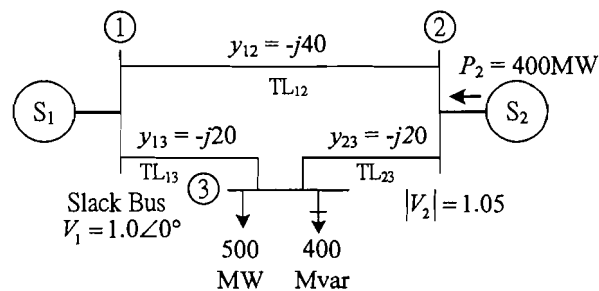 1
2
y₁₂ = -j40
P₂ = 400MW
TL₁₂
S₁
S₂
y₁₃ = -j20
y₂₃ = -j20
TL₁₃
TL₂₃
3
Slack Bus
V₁ = 1.0∠0°
|V₂| = 1.05
500
MW
400
Mvar